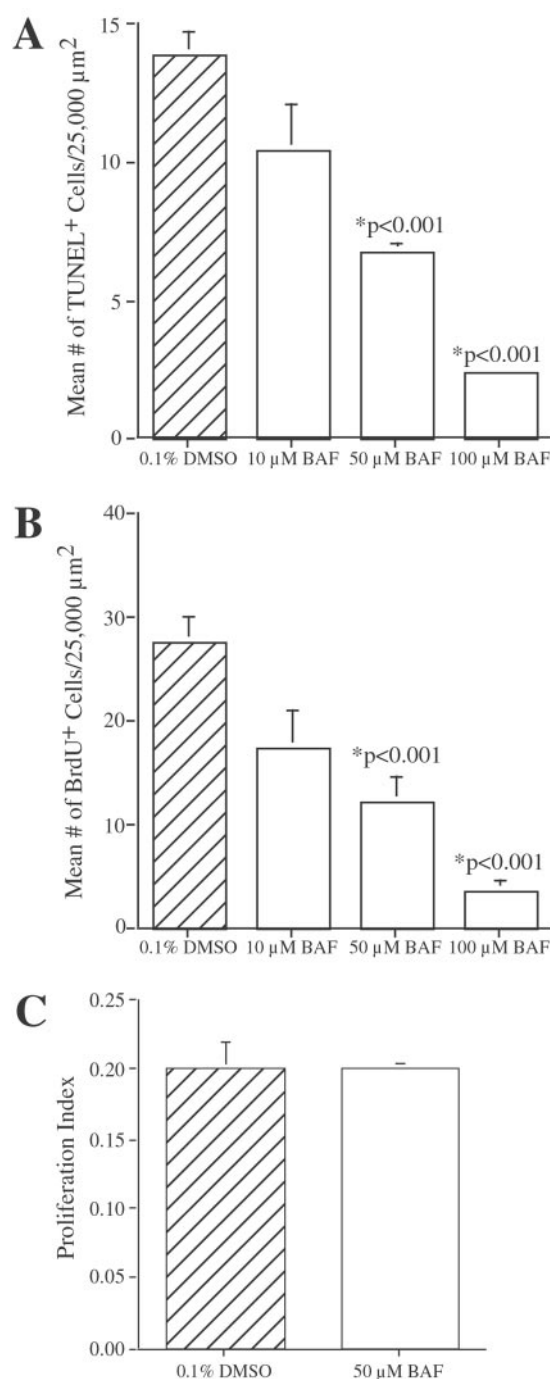 A
Mean # of TUNEL+ Cells/25,000 µm2
15
10
5
0
*p<0.001
*p<0.001
0.1% DMSO 10 µM BAF 50 µM BAF 100 µM BAF
B
Mean # of BrdU+ Cells/25,000 µm2
40
30
20
10
0
*p<0.001
*p<0.001
0.1% DMSO 10 µM BAF 50 µM BAF 100 µM BAF
C
Proliferation Index
0.25
0.20
0.15
0.10
0.05
0.00
0.1% DMSO 50 µM BAF